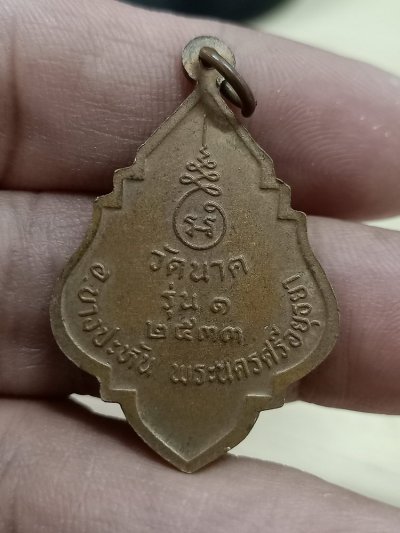 วัดนาค
รุ่น ๑
๒๕๓๓
อ.บางปะหัน พระนครศรีอยุธยา